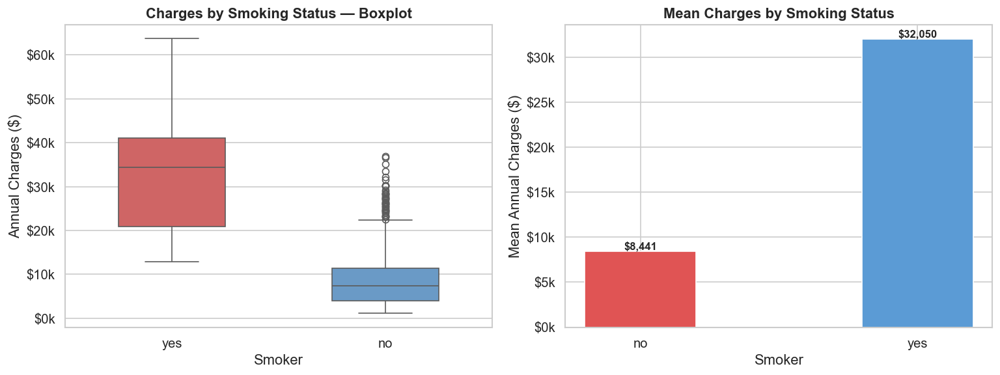 Charges by Smoking Status — Boxplot
Annual Charges ($)
$60k
$50k
$40k
$30k
$20k
$10k
$0k
yes no
Smoker
Mean Charges by Smoking Status
Mean Annual Charges ($)
$30k
$25k
$20k
$15k
$10k
$5k
$0k
$8,441
$32,050
no yes
Smoker